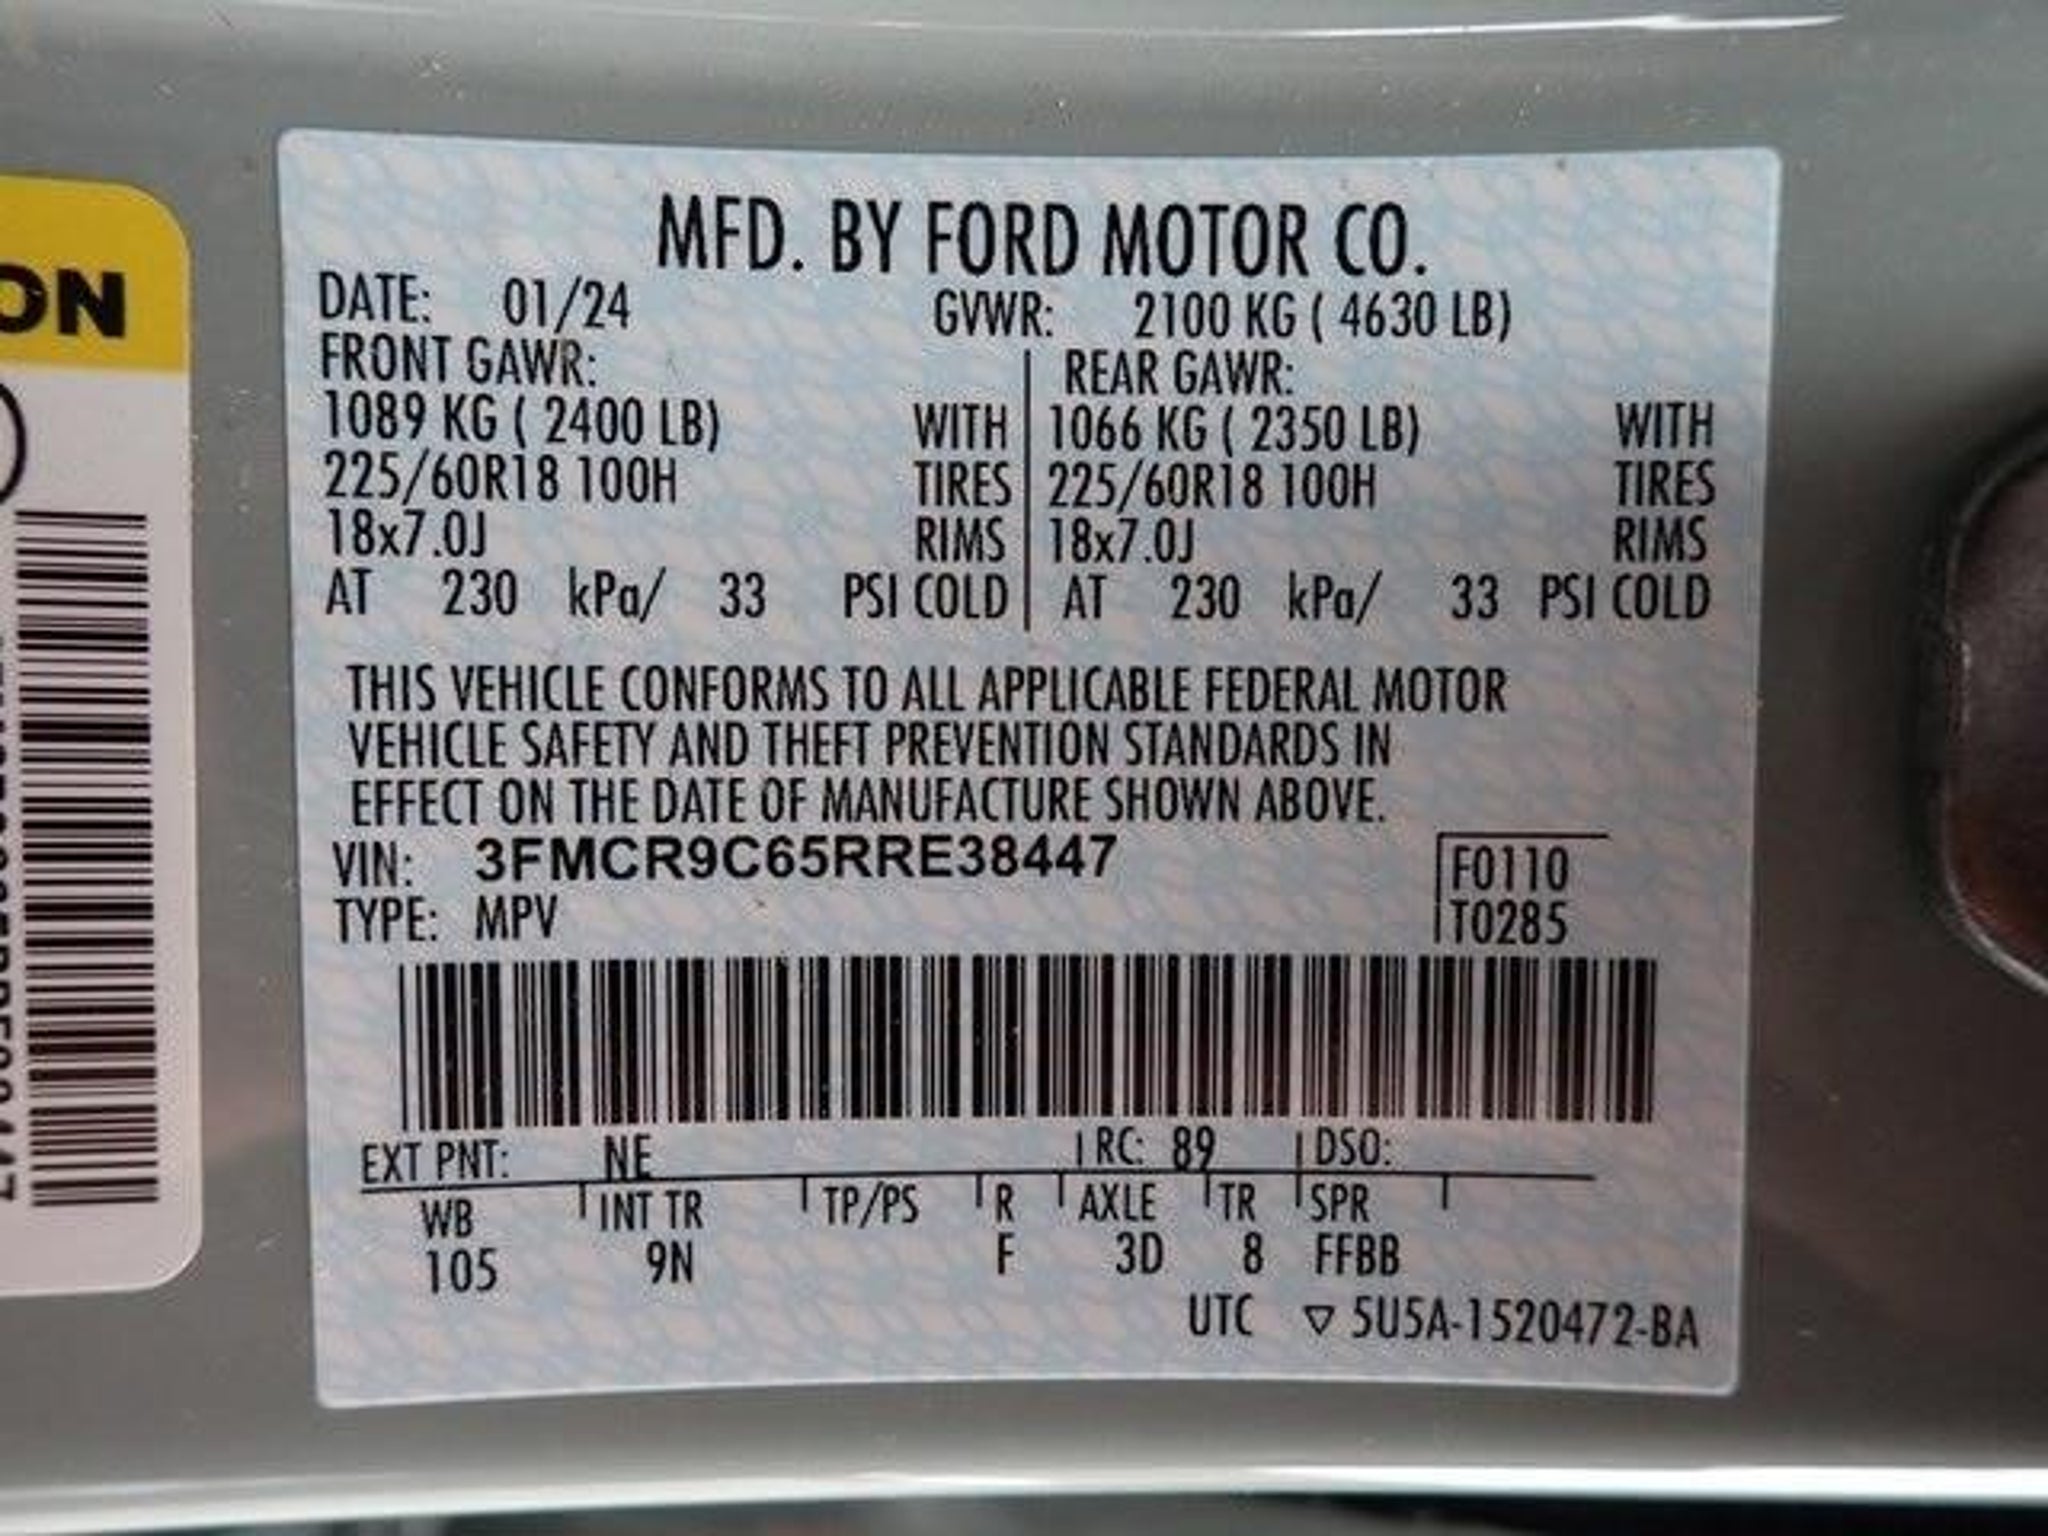 MFD. BY FORD MOTOR CO.
DATE: 01/24 GVWR: 2100 KG ( 4630 LB)
FRONT GAWR: REAR GAWR:
1089 KG ( 2400 LB) WITH 1066 KG ( 2350 LB) WITH
225/60R18 100H TIRES 225/60R18 100H TIRES
18x7.0J RIMS 18x7.0J RIMS
AT 230 kPa/ 33 PSI COLD AT 230 kPa/ 33 PSI COLD
THIS VEHICLE CONFORMS TO ALL APPLICABLE FEDERAL MOTOR
VEHICLE SAFETY AND THEFT PREVENTION STANDARDS IN
EFFECT ON THE DATE OF MANUFACTURE SHOWN ABOVE.
VIN: 3FMCR9C65RRE38447 F0110
TYPE: MPV T0285
EXT PNT: NE RC: 89 DSO:
WB INT TR TP/PS R AXLE TR SPR
105 9N F 3D 8 FFBB
UTC ▽ 5U5A-1520472-BA
ON